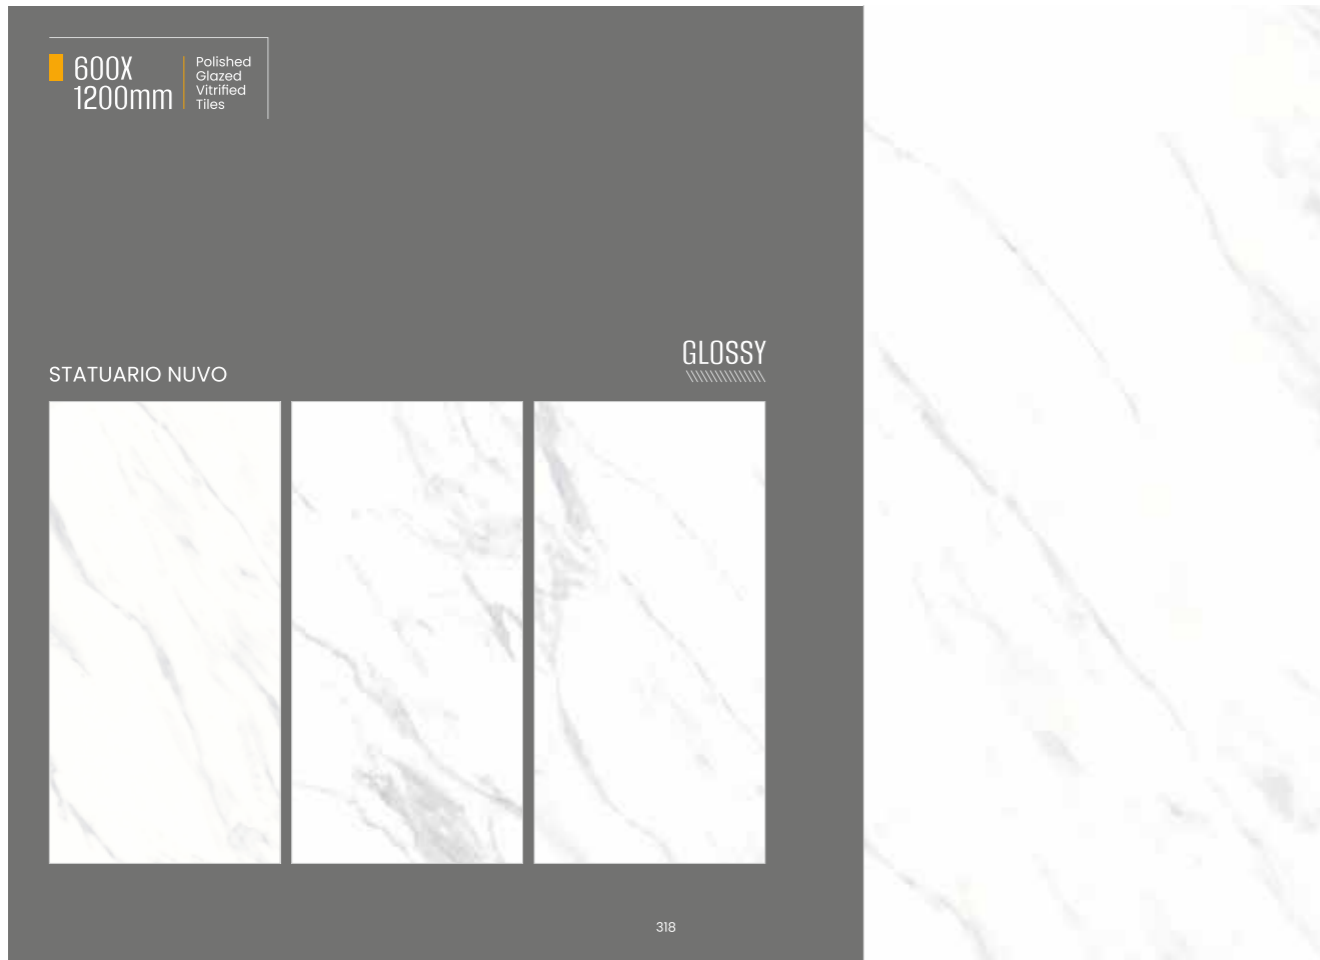 600X
1200mm
Polished
Glazed
Vitrified
Tiles
GLOSSY
STATUARIO NUVO
318